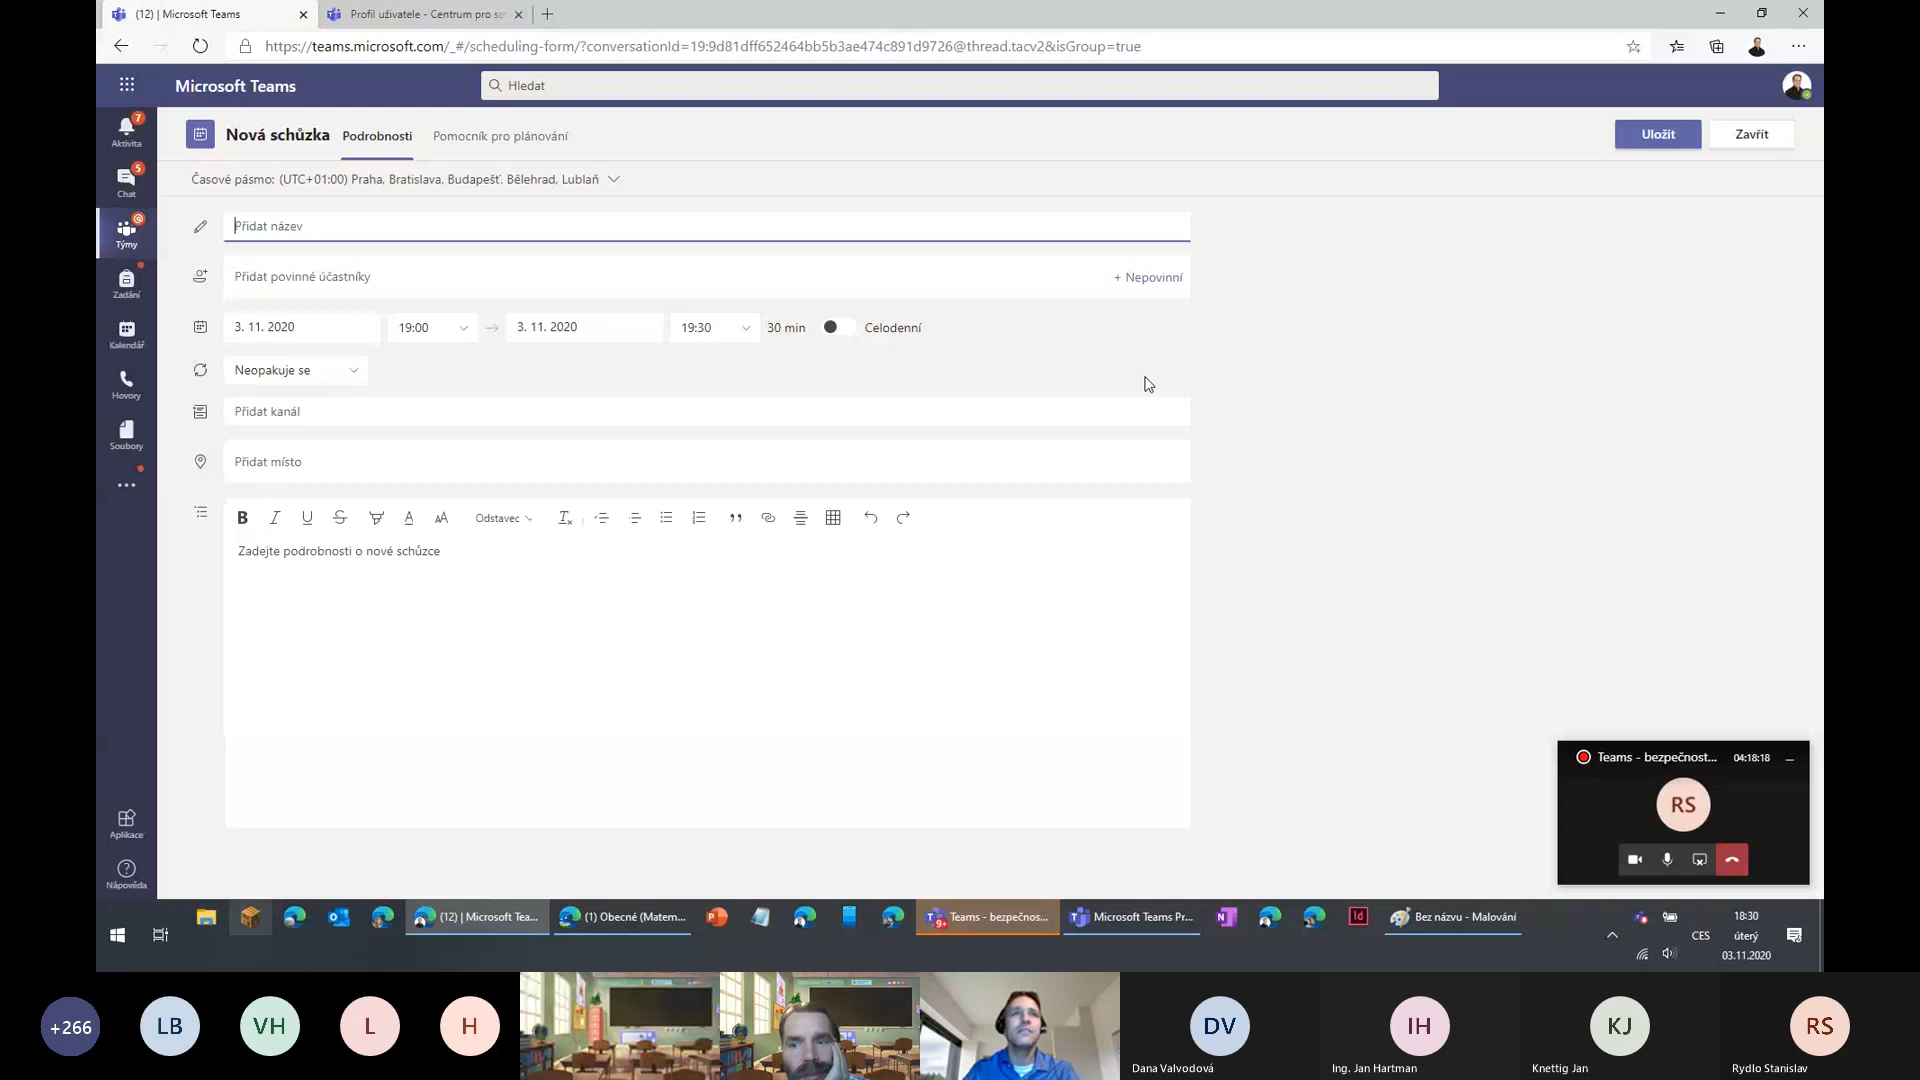 (12) | Microsoft Teams
Profil uživatele - Centrum pro sp
https://teams.microsoft.com/_#/scheduling-form/?conversationId=19:9d81dff652464bb5b3ae474c891d9726@thread.tacv2&isGroup=true
Microsoft Teams
Hledat
7
Aktivita
5
Chat
@
Týmy
Zadání
Kalendář
Hovory
Soubory
Aplikace
Nápověda
Nová schůzka
Podrobnosti
Pomocník pro plánování
Uložit
Zavřít
Časové pásmo: (UTC+01:00) Praha, Bratislava, Budapešť, Bělehrad, Lublaň
Přidat název
Přidat povinné účastníky
+ Nepovinní
3. 11. 2020
19:00
3. 11. 2020
19:30
30 min
Celodenní
Neopakuje se
Přidat kanál
Přidat místo
Odstavec
Zadejte podrobnosti o nové schůzce
Teams - bezpečnost...
04:18:18
RS
(12) | Microsoft Tea...
(1) Obecné (Matem...
9+
Teams - bezpečnos...
Microsoft Teams Pr...
Id
Bez názvu - Malování
CES
18:30
úterý
03.11.2020
+266
LB
VH
L
H
DV
Dana Valvodová
IH
Ing. Jan Hartman
KJ
Knettig Jan
RS
Rydlo Stanislav